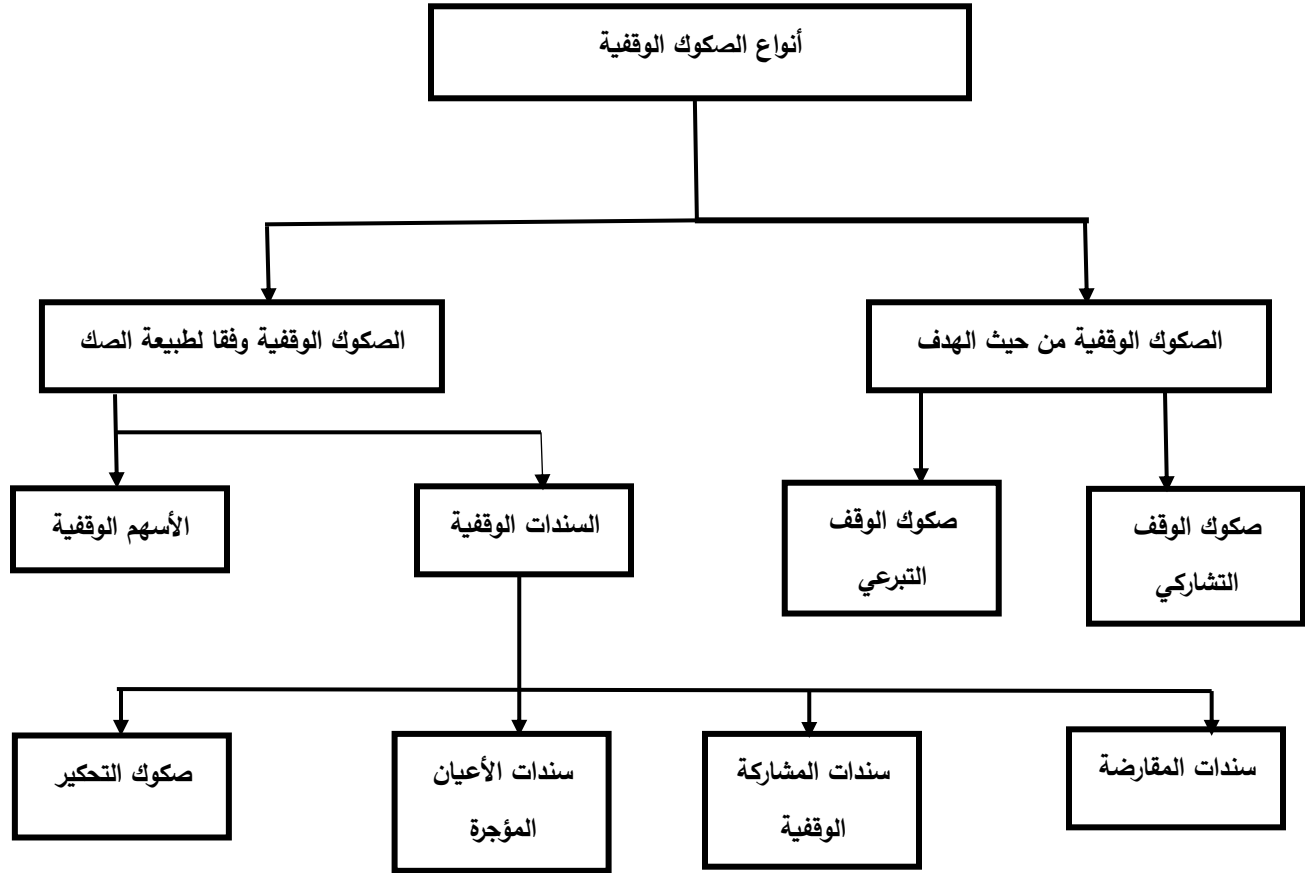 أنواع الصكوك الوقفية
الصكوك الوقفية من حيث الهدف
الصكوك الوقفية وفقا لطبيعة الصك
صكوك الوقف
التشاركي
صكوك الوقف
التبرعي
السندات الوقفية
الأسهم الوقفية
سندات المقارضة
سندات المشاركة
الوقفية
سندات الأعيان
المؤجرة
صكوك التحكير